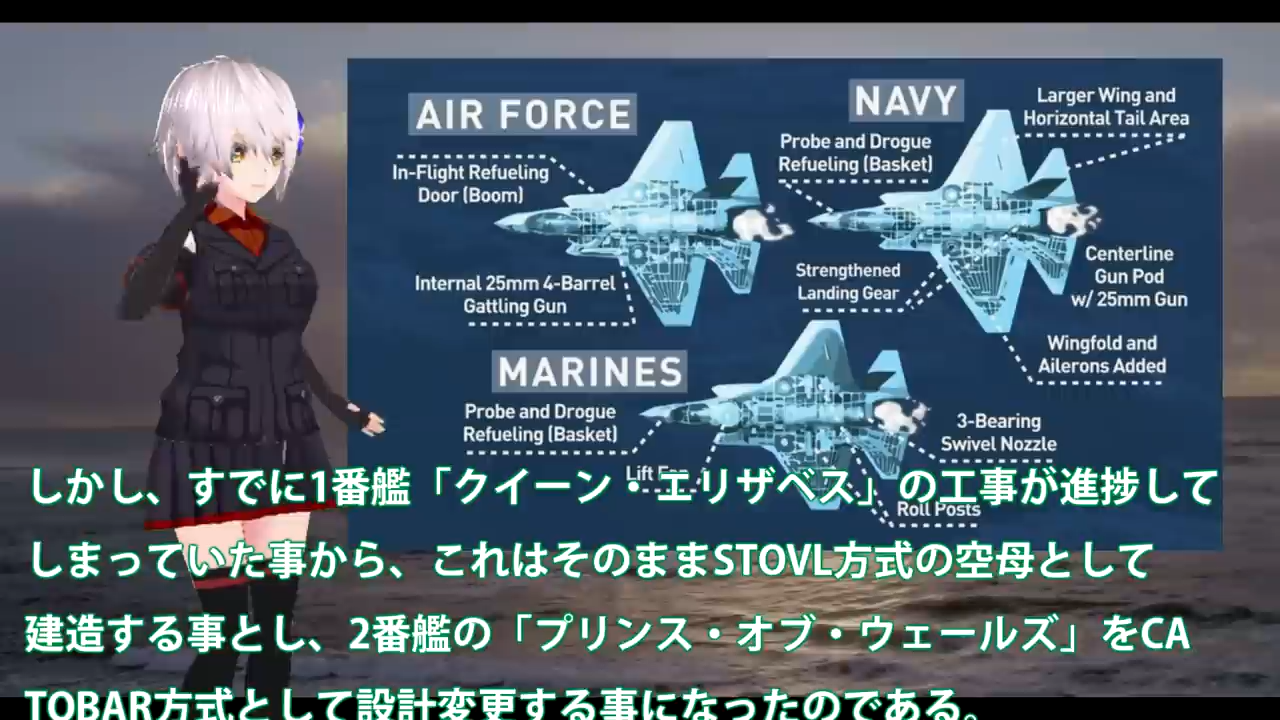 AIR FORCE
In-Flight Refueling
Door (Boom)
Internal 25mm 4-Barrel
Gattling Gun
NAVY
Larger Wing and
Horizontal Tail Area
Probe and Drogue
Refueling (Basket)
Strengthened
Landing Gear
Centerline
Gun Pod
w/ 25mm Gun
Wingfold and
Ailerons Added
MARINES
Probe and Drogue
Refueling (Basket)
Lift
3-Bearing
Swivel Nozzle
Roll Posts
しかし、すでに1番艦「クイーン・エリザベス」の工事が進捗して
しまっていた事から、これはそのままSTOVL方式の空母として
建造する事とし、2番艦の「プリンス・オブ・ウェールズ」をCA
TOBAR方式として設計変更する事になったのである。